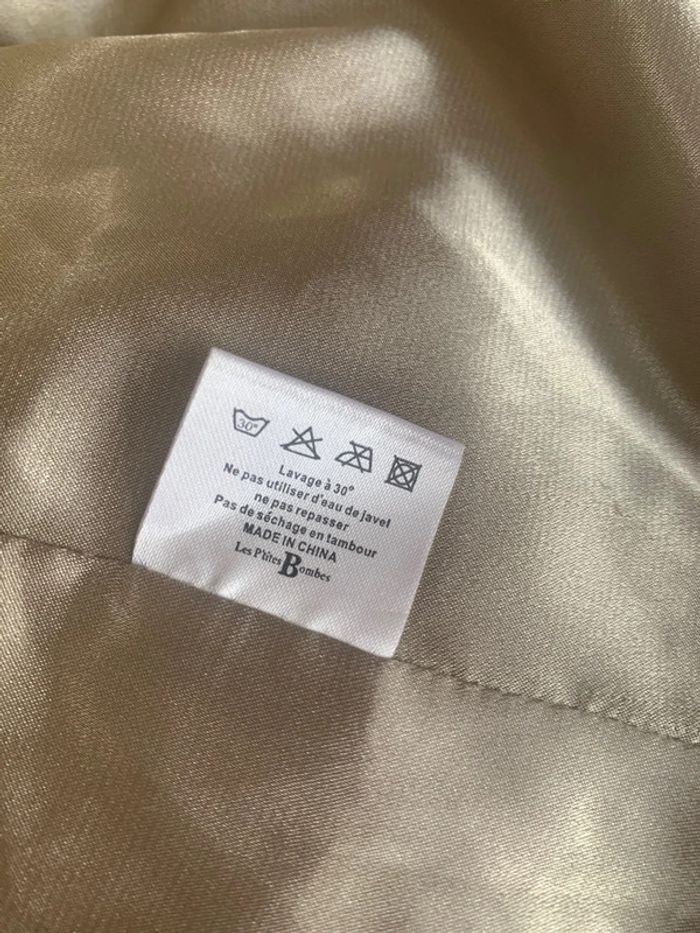 30°
Lavage à 30°
Ne pas utiliser d'eau de javel
ne pas repasser
Pas de séchage en tambour
MADE IN CHINA
Les P'tites Bombes